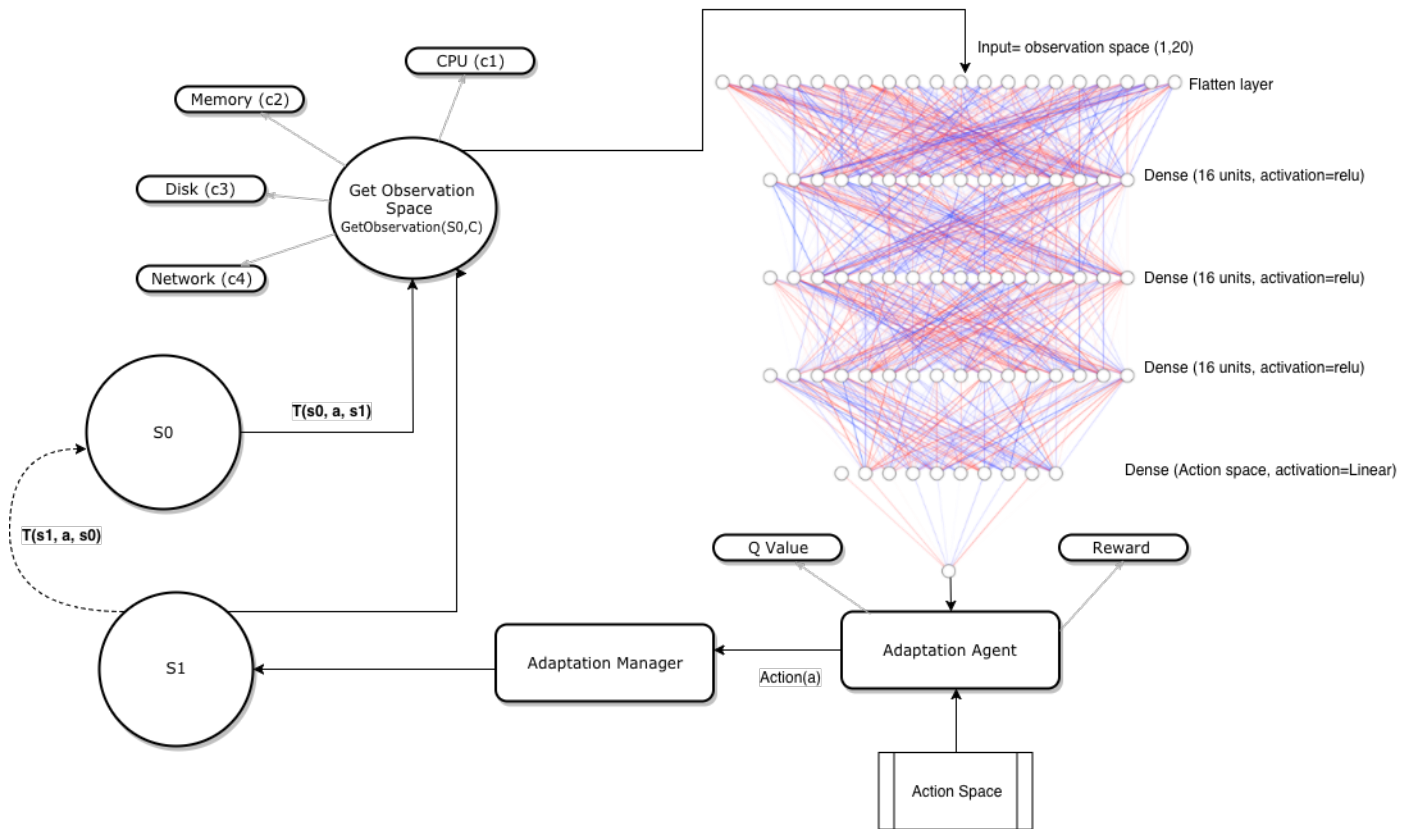 Input= observation space (1,20)
CPU (c1)
Flatten layer
Memory (c2)
Dense (16 units, activation=relu)
Disk (c3)
Get Observation
Space
GetObservation(S0,C)
Network (c4)
Dense (16 units, activation=relu)
Dense (16 units, activation=relu)
T(s0, a, s1)
S0
Dense (Action space, activation=Linear)
T(s1, a, s0)
Q Value
Reward
S1
Adaptation Manager
Adaptation Agent
Action(a)
Action Space